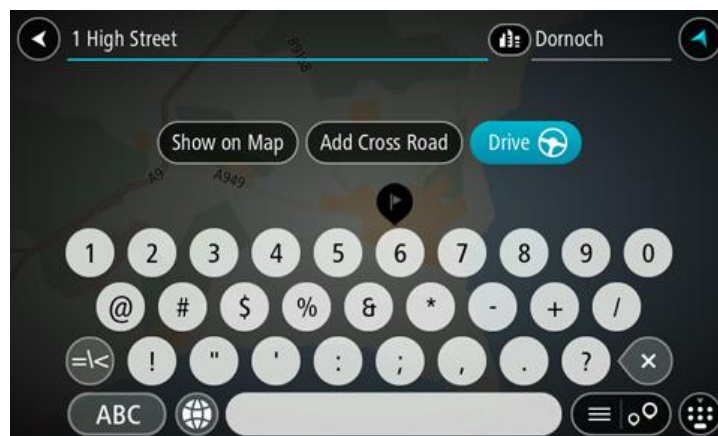 1 High Street Dornoch
B9168
Show on Map Add Cross Road Drive
A9 A949
1 2 3 4 5 6 7 8 9 0
@ # $ % & * - + /
=\< ! " ' : ; , . ? ×
ABC